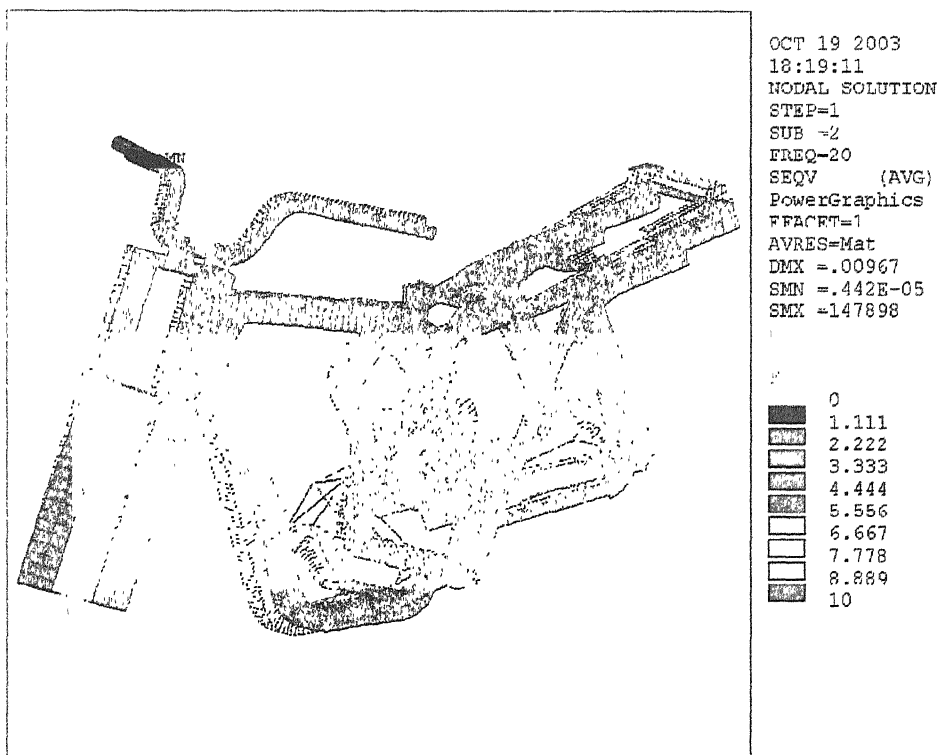 OCT 19 2003
18:19:11
NODAL SOLUTION
STEP=1
SUB =2
FREQ=20
SEQV (AVG)
PowerGraphics
EFACET=1
AVRES=Mat
DMX =.00967
SMN =.442E-05
SMX =147898
MN
0
1.111
2.222
3.333
4.444
5.556
6.667
7.778
8.889
10